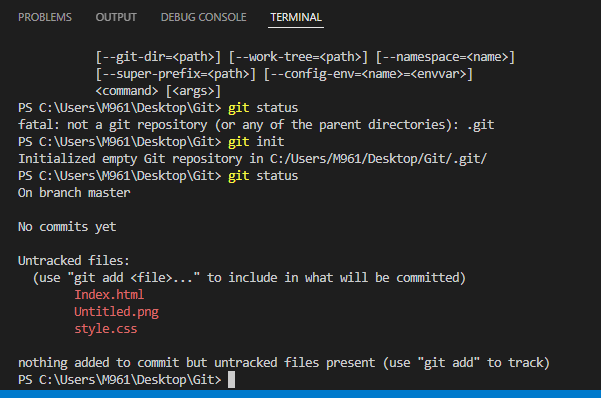 PROBLEMS OUTPUT DEBUG CONSOLE TERMINAL
[--git-dir=<path>] [--work-tree=<path>] [--namespace=<name>]
[--super-prefix=<path>] [--config-env=<name>=<envvar>]
<command> [<args>]
PS C:\Users\M961\Desktop\Git> git status
fatal: not a git repository (or any of the parent directories): .git
PS C:\Users\M961\Desktop\Git> git init
Initialized empty Git repository in C:/Users/M961/Desktop/Git/.git/
PS C:\Users\M961\Desktop\Git> git status
On branch master
No commits yet
Untracked files:
(use "git add <file>..." to include in what will be committed)
Index.html
Untitled.png
style.css
nothing added to commit but untracked files present (use "git add" to track)
PS C:\Users\M961\Desktop\Git>